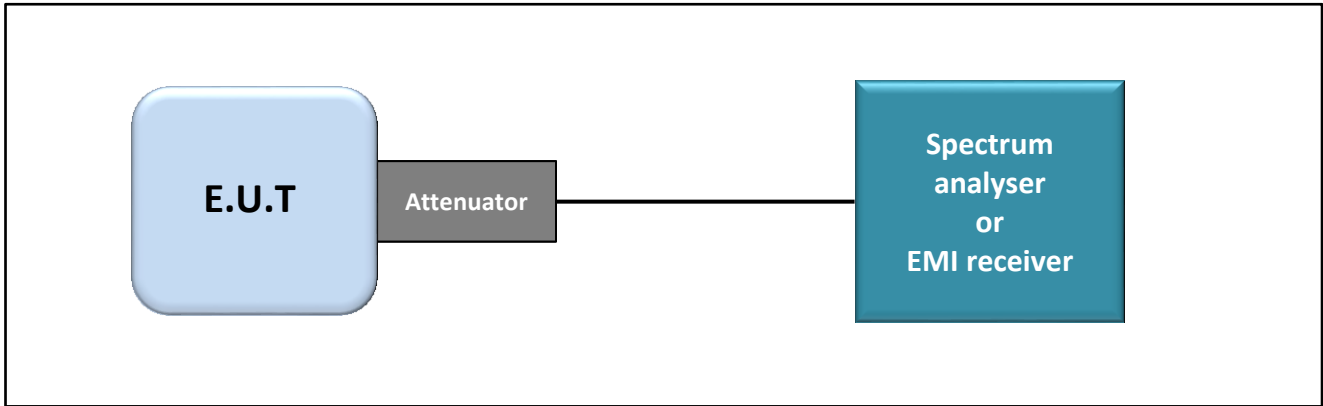 E.U.T
Attenuator
Spectrum
analyser
or
EMI receiver